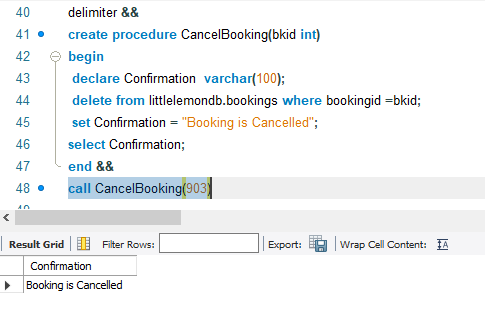 40 delimiter &&
41 create procedure CancelBooking(bkid int)
42 begin
43 declare Confirmation varchar(100);
44 delete from littlelemondb.bookings where bookingid =bkid;
45 set Confirmation = "Booking is Cancelled";
46 select Confirmation;
47 end &&
48 call CancelBooking(903)
Result Grid Filter Rows: Export: Wrap Cell Content:
Confirmation
Booking is Cancelled